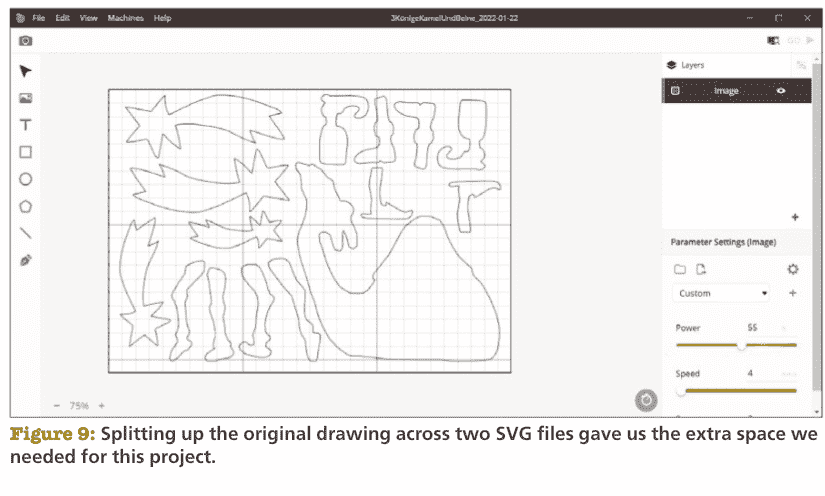 File Edit View Machines Help
3KönigeKamelUndBeine_2022-01-22
GO
Layers
Image
Parameter Settings (Image)
Custom
Power 55
Speed 4
75%
Figure 9: Splitting up the original drawing across two SVG files gave us the extra space we
needed for this project.